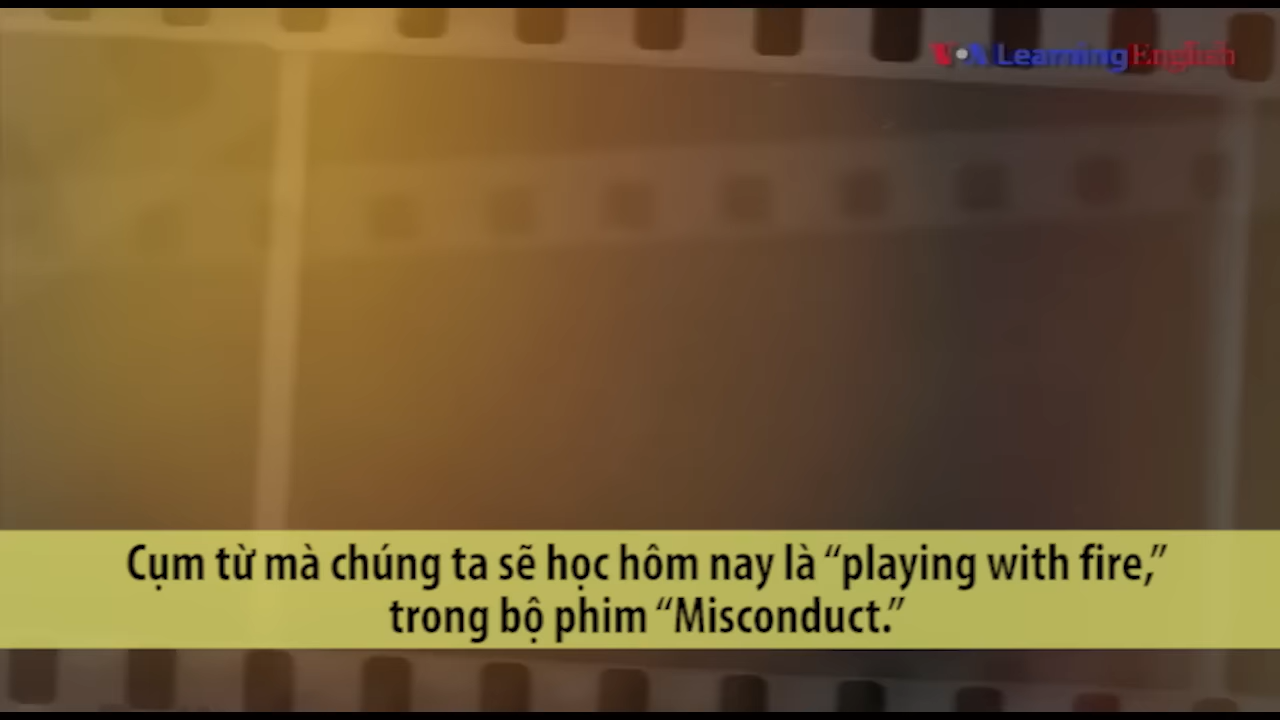 VOA Learning English
Cụm từ mà chúng ta sẽ học hôm nay là “playing with fire,”
trong bộ phim “Misconduct.”